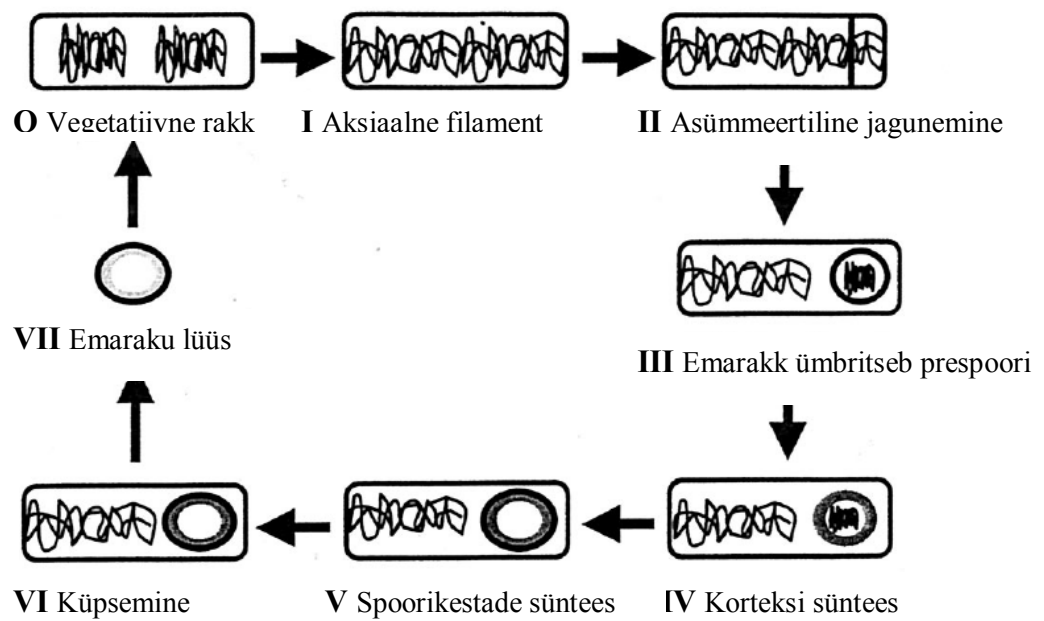 O Vegetatiivne rakk
I Aksiaalne filament
II Asümmeertiline jagunemine
VII Emaraku lüüs
III Emarakk ümbritseb prespoori
VI Küpsemine
V Spoorikestade süntees
IV Korteksi süntees